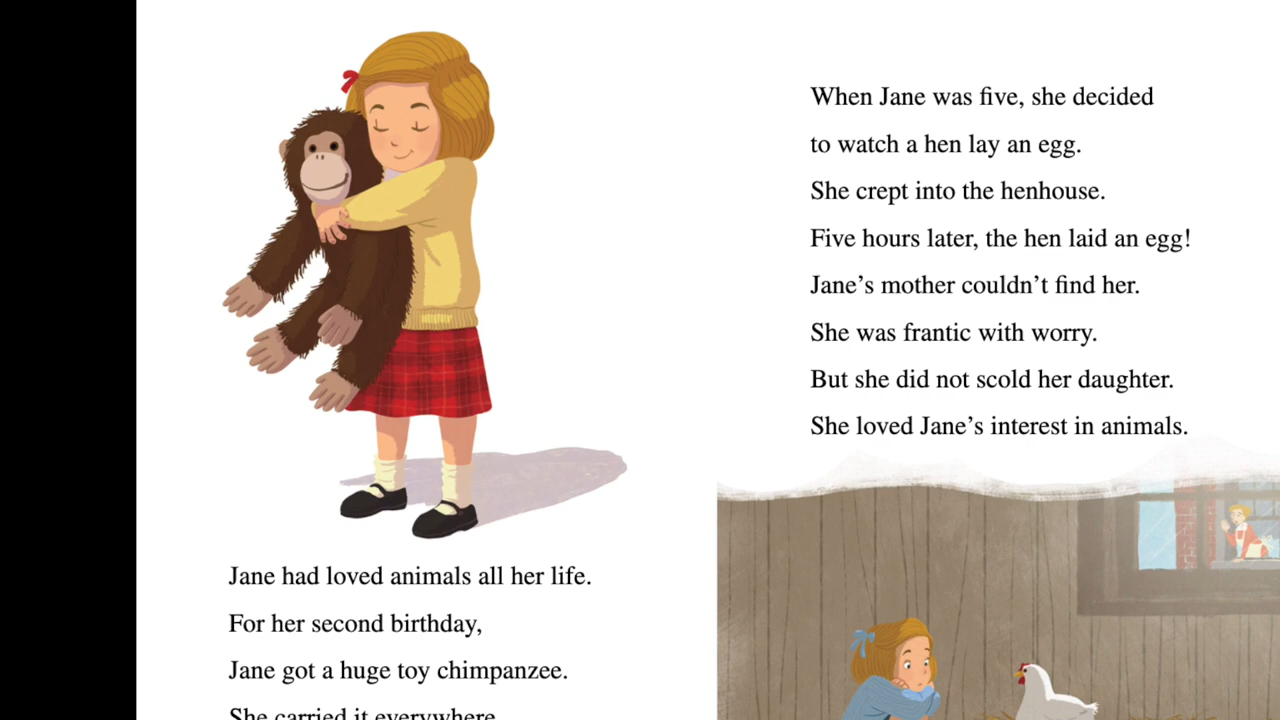 Jane had loved animals all her life.
For her second birthday,
Jane got a huge toy chimpanzee.
She carried it everywhere
When Jane was five, she decided
to watch a hen lay an egg.
She crept into the henhouse.
Five hours later, the hen laid an egg!
Jane’s mother couldn’t find her.
She was frantic with worry.
But she did not scold her daughter.
She loved Jane’s interest in animals.